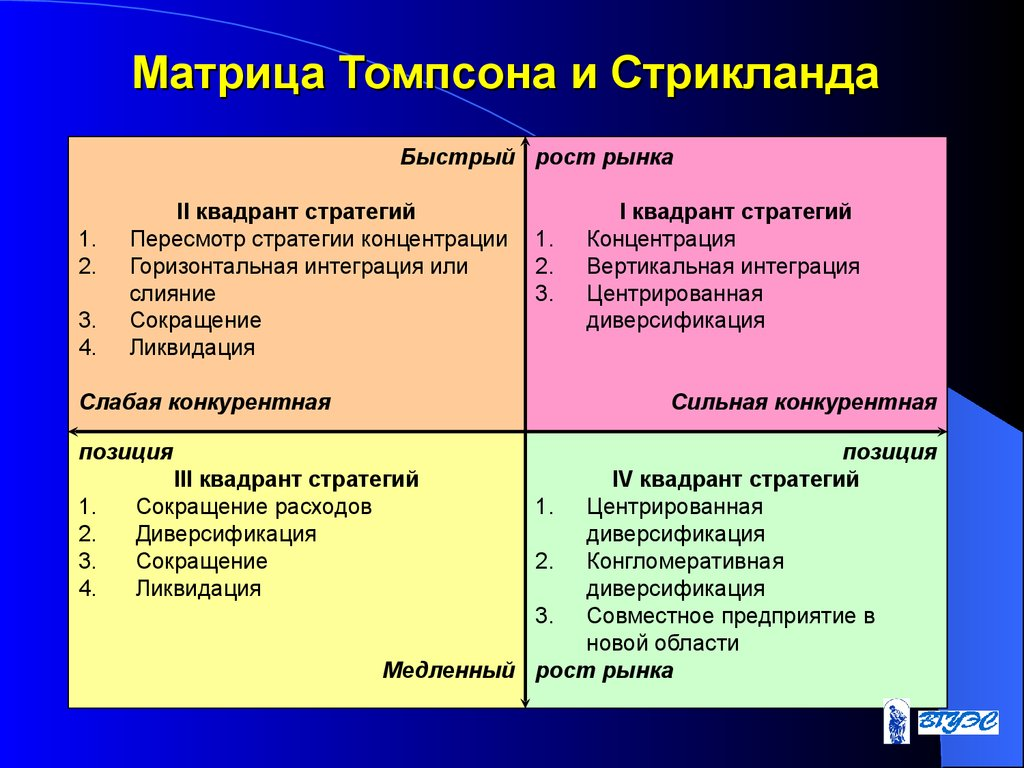 Матрица Томпсона и Стрикланда
Быстрый рост рынка
II квадрант стратегий
1. Пересмотр стратегии концентрации
2. Горизонтальная интеграция или
слияние
3. Сокращение
4. Ликвидация
Слабая конкурентная
I квадрант стратегий
1. Концентрация
2. Вертикальная интеграция
3. Центрированная
диверсификация
Сильная конкурентная
позиция
III квадрант стратегий
1. Сокращение расходов
2. Диверсификация
3. Сокращение
4. Ликвидация
позиция
IV квадрант стратегий
1. Центрированная
диверсификация
2. Конгломеративная
диверсификация
3. Совместное предприятие в
новой области
Медленный рост рынка
ВГУЭС